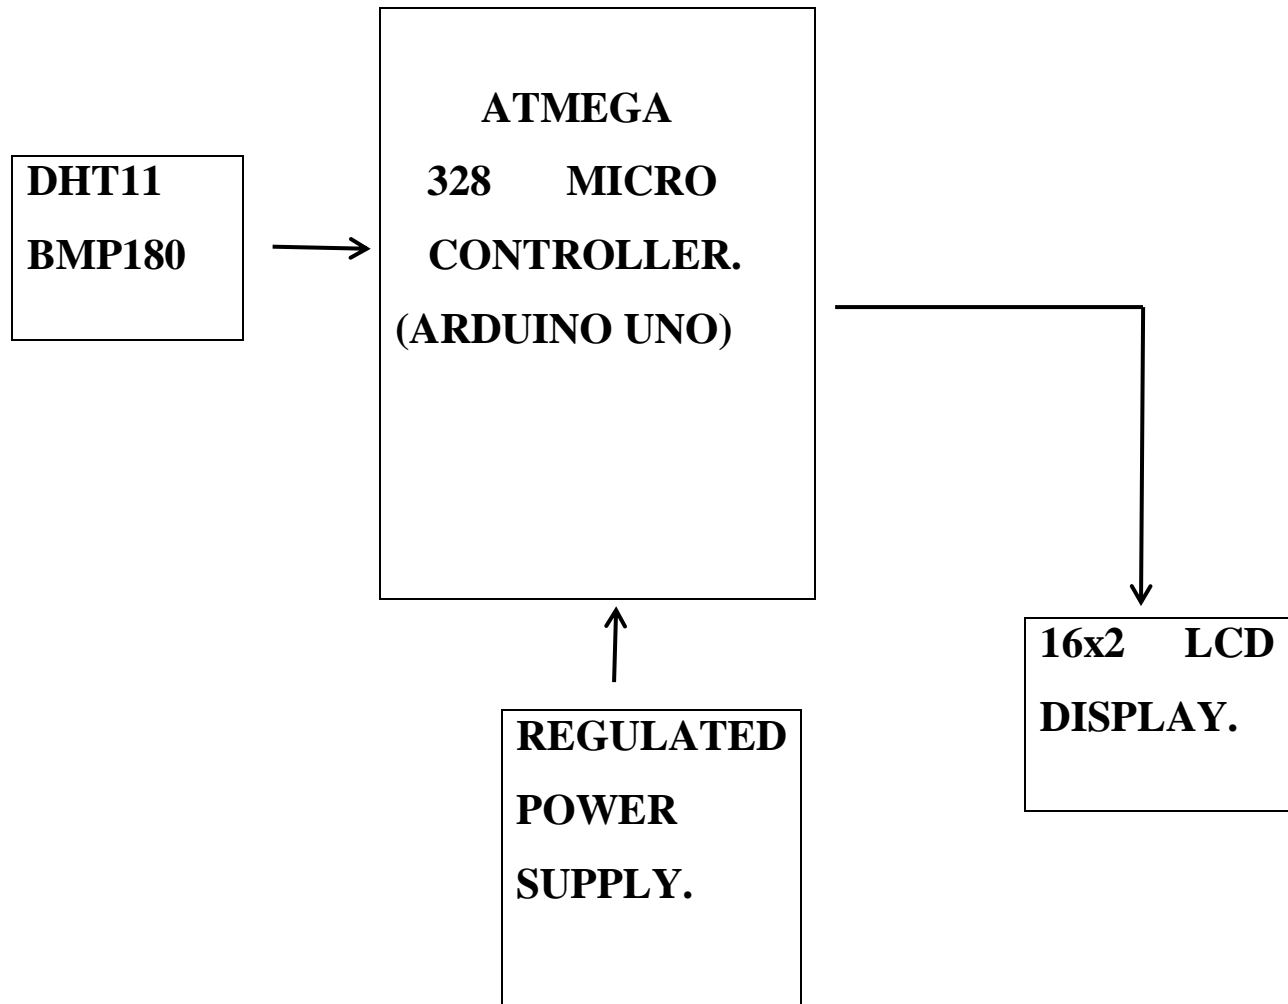 DHT11
BMP180
ATMEGA
328 MICRO
CONTROLLER.
(ARDUINO UNO)
REGULATED
POWER
SUPPLY.
16x2 LCD
DISPLAY.